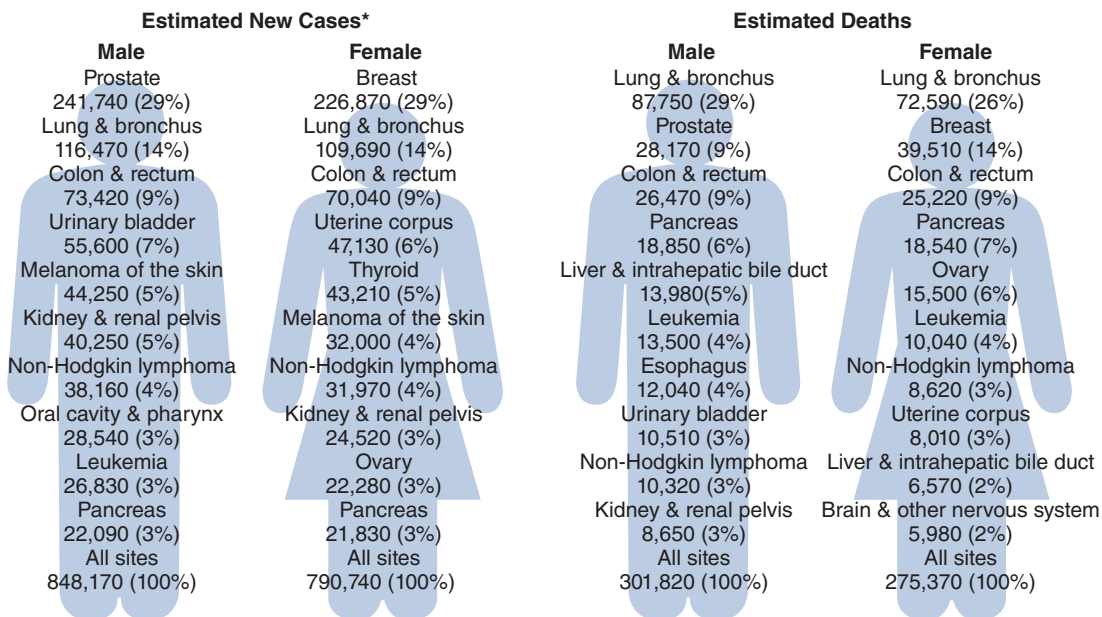 Estimated New Cases*
Male
Prostate
241,740 (29%)
Lung & bronchus
116,470 (14%)
Colon & rectum
73,420 (9%)
Urinary bladder
55,600 (7%)
Melanoma of the skin
44,250 (5%)
Kidney & renal pelvis
40,250 (5%)
Non-Hodgkin lymphoma
38,160 (4%)
Oral cavity & pharynx
28,540 (3%)
Leukemia
26,830 (3%)
Pancreas
22,090 (3%)
All sites
848,170 (100%)
Female
Breast
226,870 (29%)
Lung & bronchus
109,690 (14%)
Colon & rectum
70,040 (9%)
Uterine corpus
47,130 (6%)
Thyroid
43,210 (5%)
Melanoma of the skin
32,000 (4%)
Non-Hodgkin lymphoma
31,970 (4%)
Kidney & renal pelvis
24,520 (3%)
Ovary
22,280 (3%)
Pancreas
21,830 (3%)
All sites
790,740 (100%)
Estimated Deaths
Male
Lung & bronchus
87,750 (29%)
Prostate
28,170 (9%)
Colon & rectum
26,470 (9%)
Pancreas
18,850 (6%)
Liver & intrahepatic bile duct
13,980(5%)
Leukemia
13,500 (4%)
Esophagus
12,040 (4%)
Urinary bladder
10,510 (3%)
Non-Hodgkin lymphoma
10,320 (3%)
Kidney & renal pelvis
8,650 (3%)
All sites
301,820 (100%)
Female
Lung & bronchus
72,590 (26%)
Breast
39,510 (14%)
Colon & rectum
25,220 (9%)
Pancreas
18,540 (7%)
Ovary
15,500 (6%)
Leukemia
10,040 (4%)
Non-Hodgkin lymphoma
8,620 (3%)
Uterine corpus
8,010 (3%)
Liver & intrahepatic bile duct
6,570 (2%)
Brain & other nervous system
5,980 (2%)
All sites
275,370 (100%)